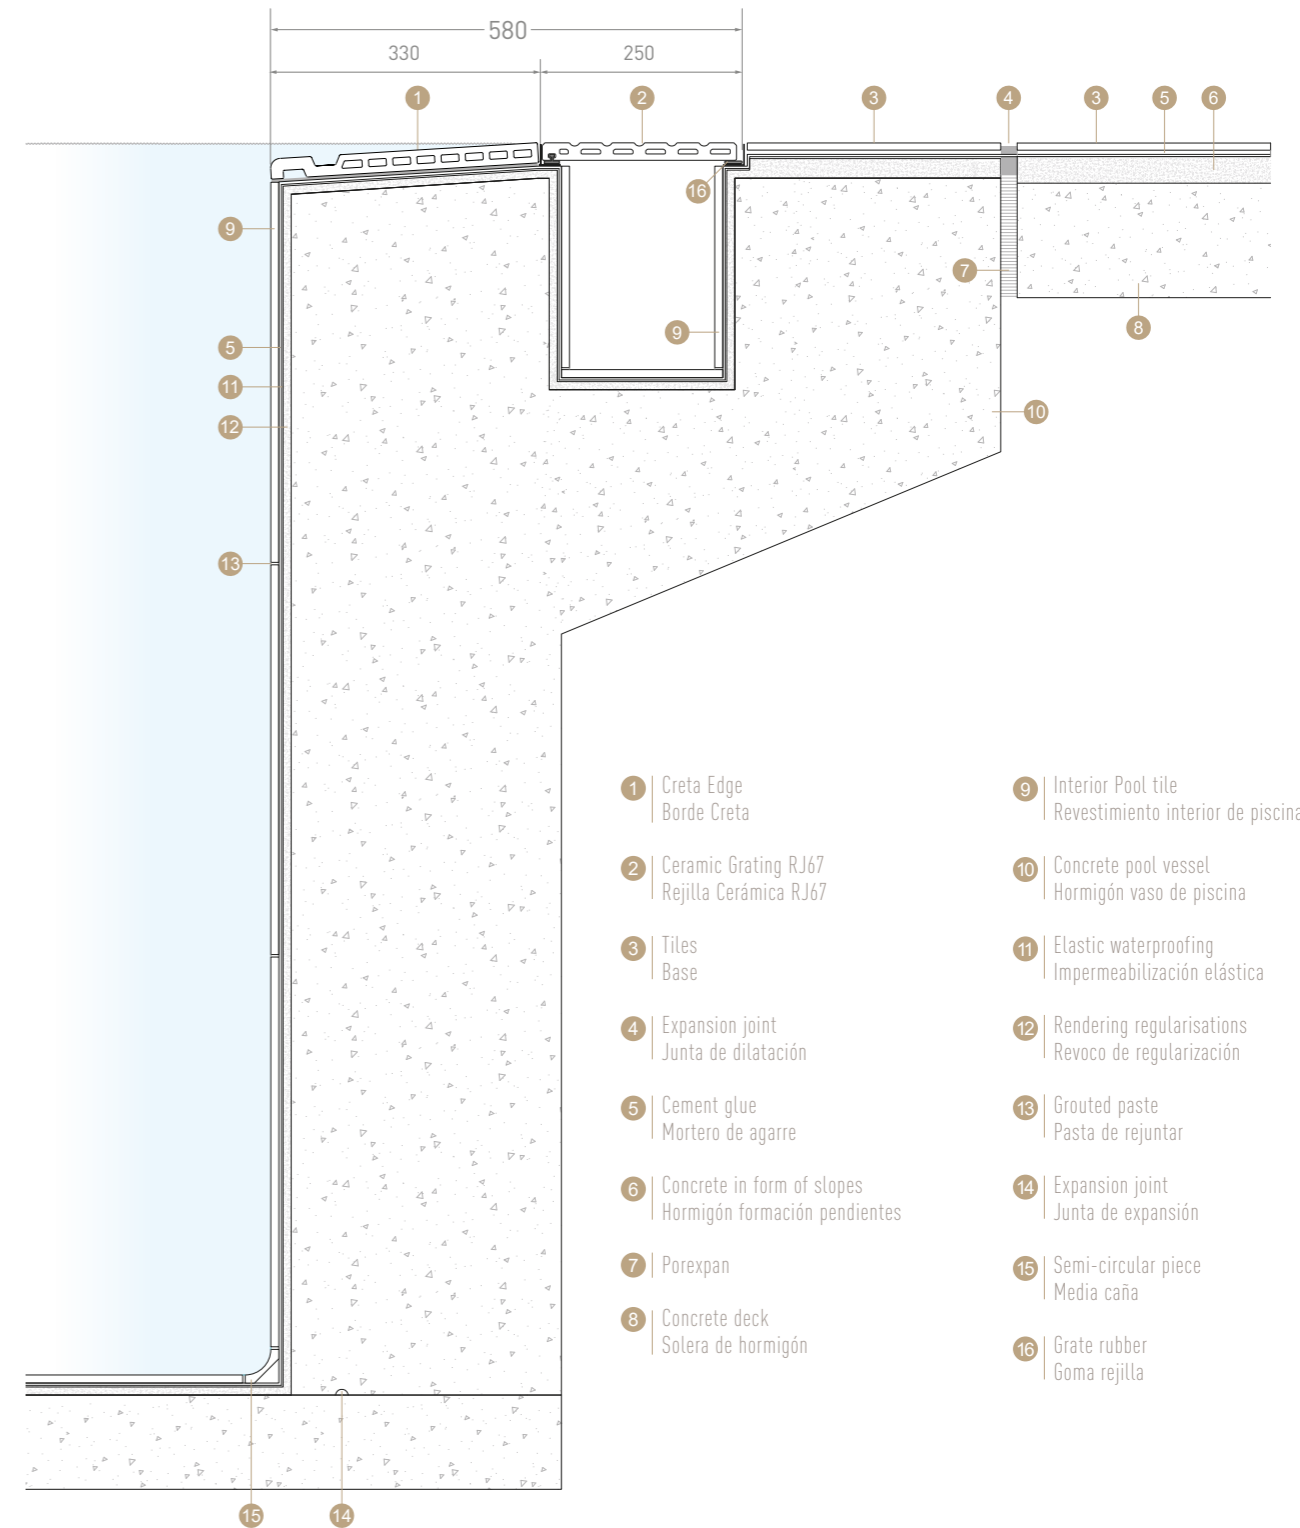 580
330 250
1 2 3 4 3 5 6
16
9
7
9
8
5
11
10
12
13
1 Creta Edge
Borde Creta
2 Ceramic Grating RJ67
Rejilla Cerámica RJ67
3 Tiles
Base
4 Expansion joint
Junta de dilatación
5 Cement glue
Mortero de agarre
6 Concrete in form of slopes
Hormigón formación pendientes
7 Porexpan
8 Concrete deck
Solera de hormigón
9 Interior Pool tile
Revestimiento interior de piscina
10 Concrete pool vessel
Hormigón vaso de piscina
11 Elastic waterproofing
Impermeabilización elástica
12 Rendering regularisations
Revoco de regularización
13 Grouted paste
Pasta de rejuntar
14 Expansion joint
Junta de expansión
15 Semi-circular piece
Media caña
16 Grate rubber
Goma rejilla
15 14